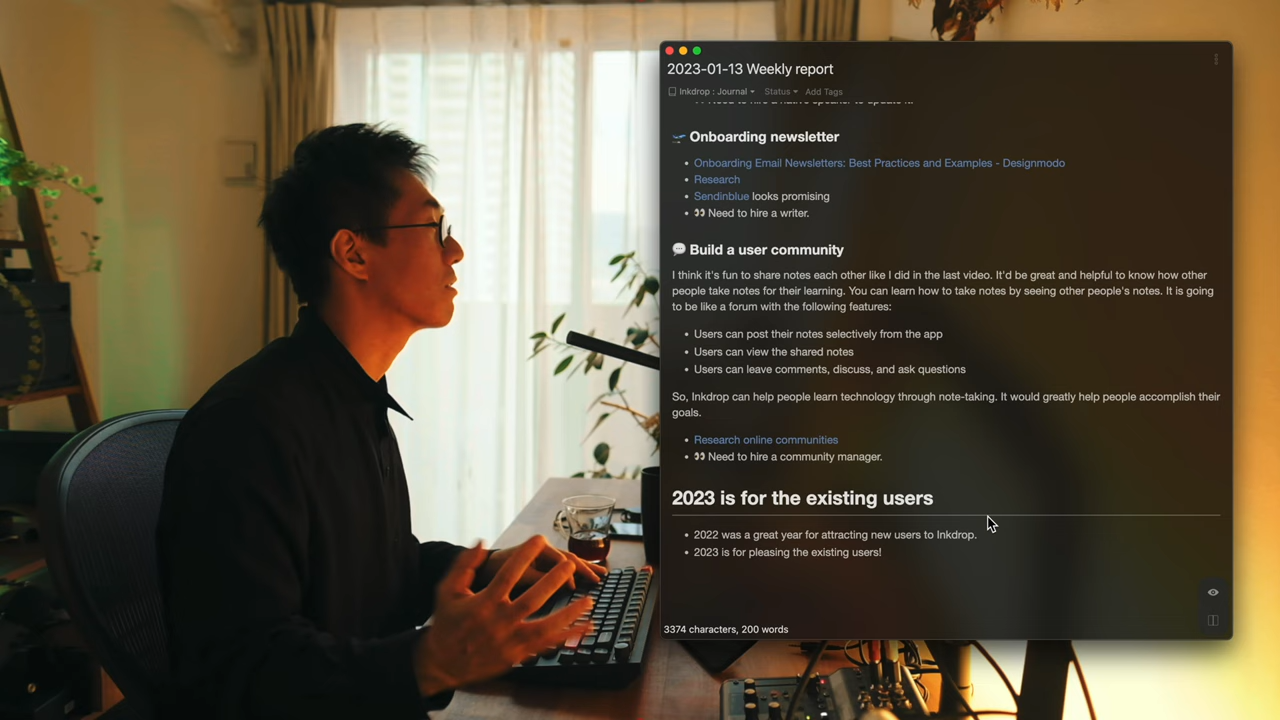 2023-01-13 Weekly report
Inkdrop : Journal
Status
Add Tags
Need to hire a native speaker to update it.
Onboarding newsletter
• Onboarding Email Newsletters: Best Practices and Examples - Designmodo
• Research
• Sendinblue looks promising
• 👀 Need to hire a writer.
💬 Build a user community
I think it's fun to share notes each other like I did in the last video. It'd be great and helpful to know how other
people take notes for their learning. You can learn how to take notes by seeing other people's notes. It is going
to be like a forum with the following features:
• Users can post their notes selectively from the app
• Users can view the shared notes
• Users can leave comments, discuss, and ask questions
So, Inkdrop can help people learn technology through note-taking. It would greatly help people accomplish their
goals.
• Research online communities
• 👀 Need to hire a community manager.
2023 is for the existing users
• 2022 was a great year for attracting new users to Inkdrop.
• 2023 is for pleasing the existing users!
3374 characters, 200 words